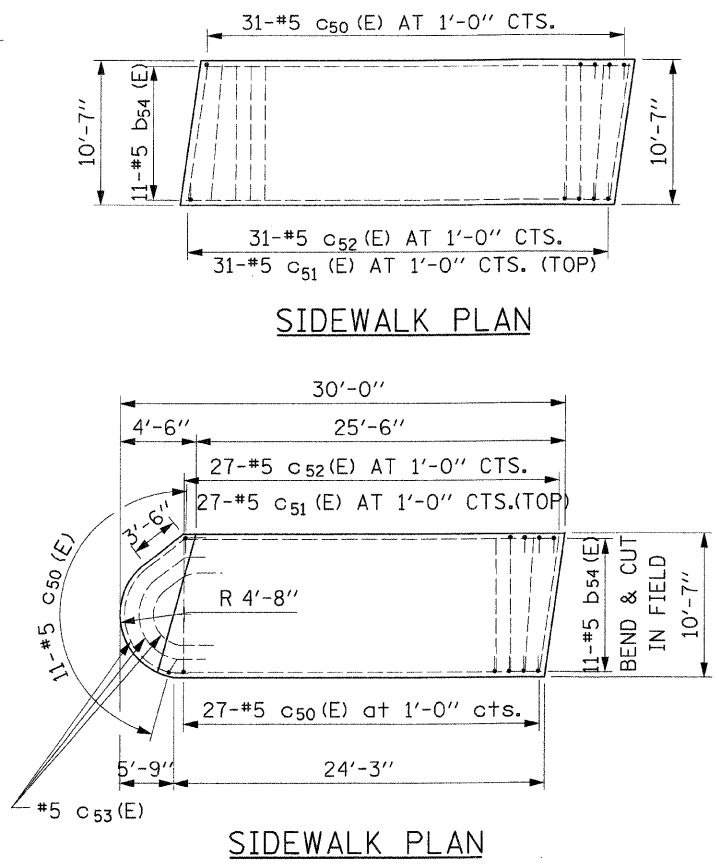 31-#5 c50 (E) AT 1'-0" CTS.
10'-7"
11-#5 b54 (E)
10'-7"
31-#5 c52 (E) AT 1'-0" CTS.
31-#5 c51 (E) AT 1'-0" CTS. (TOP)
SIDEWALK PLAN
30'-0"
4'-6"
25'-6"
27-#5 c52(E) AT 1'-0" CTS.
27-#5 c51 (E) AT 1'-0" CTS.(TOP)
3'-6"
11-#5 c50 (E)
R 4'-8"
11-#5 b54(E)
BEND & CUT
IN FIELD
10'-7"
27-#5 c50(E) at 1'-0" cts.
5'-9"
24'-3"
#5 c53(E)
SIDEWALK PLAN